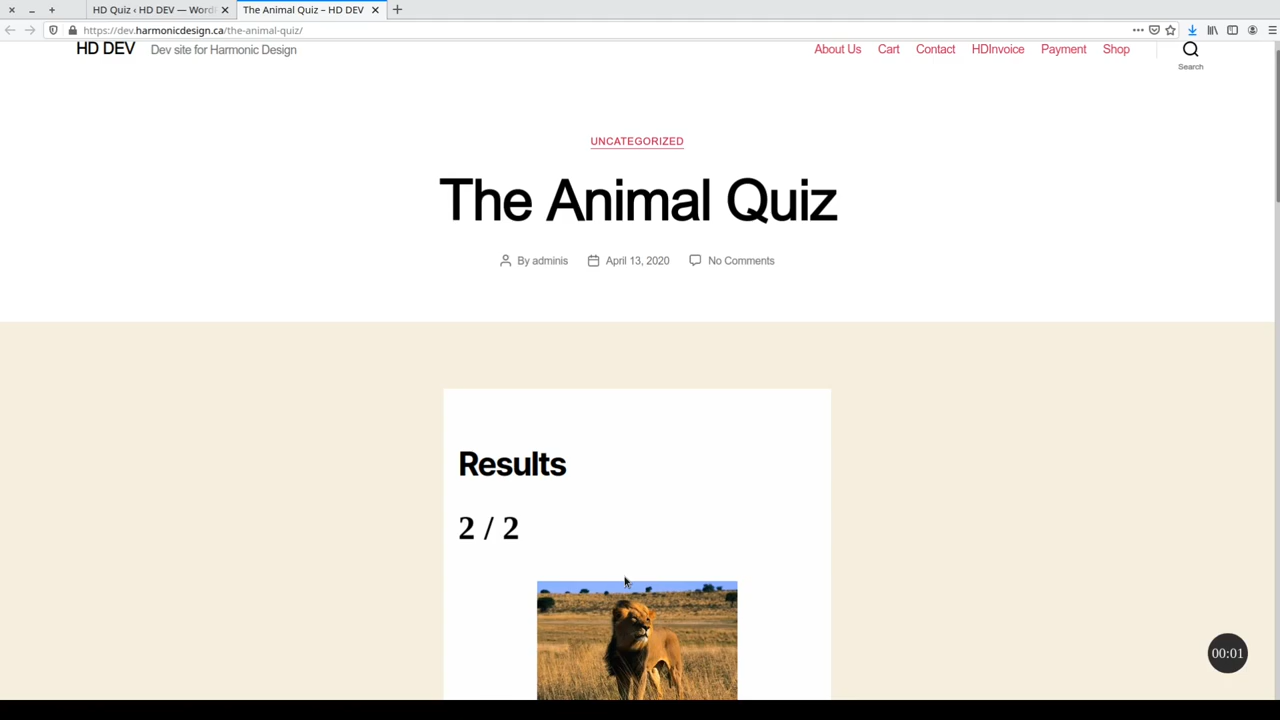 HD Quiz ‹ HD DEV — Word
The Animal Quiz – HD DEV
https://dev.harmonicdesign.ca/the-animal-quiz/
HD DEV Dev site for Harmonic Design
About Us Cart Contact HDInvoice Payment Shop
Search
UNCATEGORIZED
The Animal Quiz
By adminis April 13, 2020 No Comments
Results
2 / 2
00:01